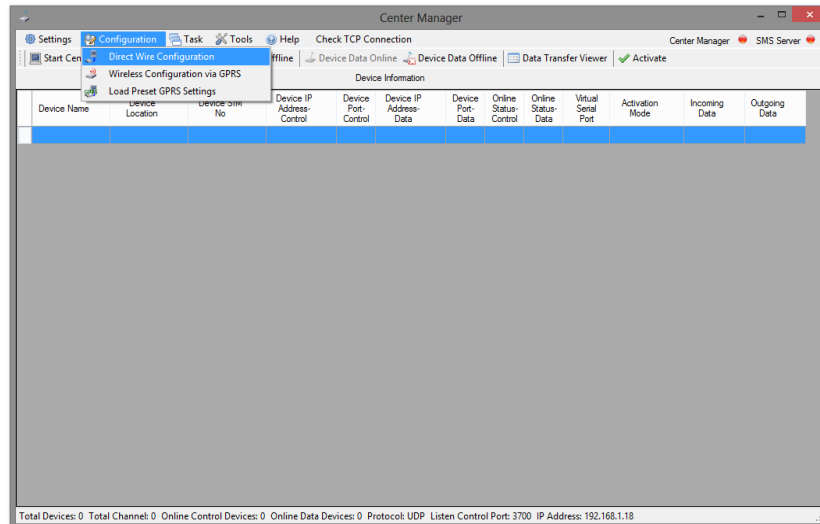 Center Manager
Settings Configuration Task Tools Help Check TCP Connection Center Manager SMS Server
Start Cen ffline Device Data Online Device Data Offline Data Transfer Viewer Activate
Direct Wire Configuration
Wireless Configuration via GPRS
Load Preset GPRS Settings
Device Information
Device Name
Device Location
Device SIM No
Device IP Address-Control
Device Port-Control
Device IP Address-Data
Device Port-Data
Online Status-Control
Online Status-Data
Virtual Serial Port
Activation Mode
Incoming Data
Outgoing Data
Total Devices: 0 Total Channel: 0 Online Control Devices: 0 Online Data Devices: 0 Protocol: UDP Listen Control Port: 3700 IP Address: 192.168.1.18